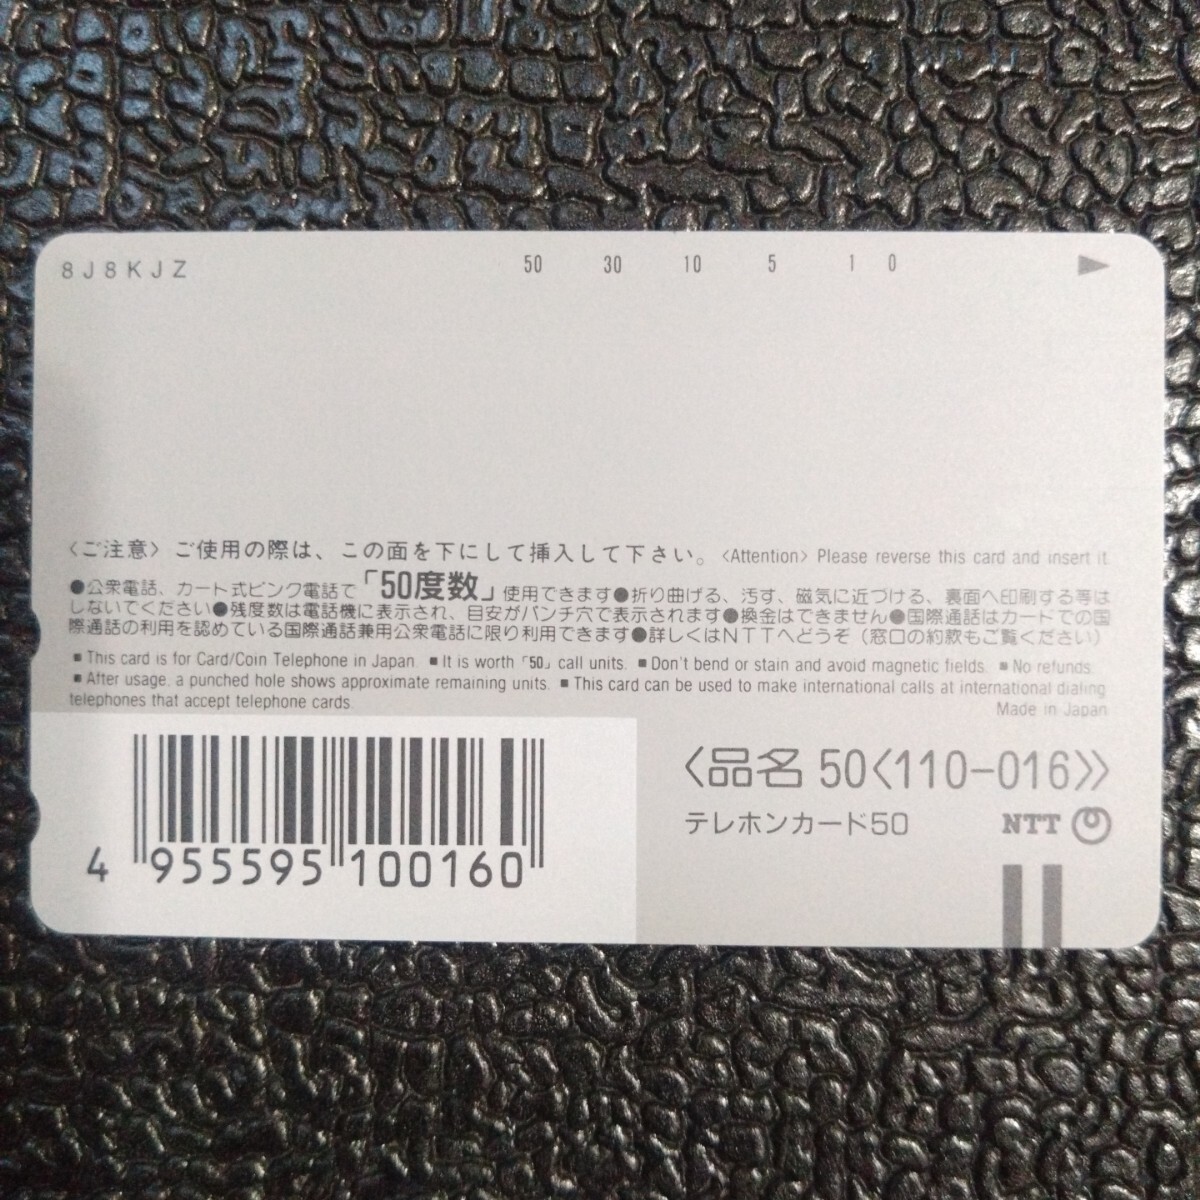 8J8KJZ 50 30 10 5 1 0
〈ご注意〉ご使用の際は、この面を下にして挿入して下さい。〈Attention〉Please reverse this card and insert it.
●公衆電話、カード式ピンク電話で「50度数」使用できます●折り曲げる、汚す、磁気に近づける、裏面へ印刷する等は
しないでください●残度数は電話機に表示され、目安がパンチ穴で表示されます●換金はできません●国際通話はカードでの国
際通話の利用を認めている国際通話兼用公衆電話に限り利用できます●詳しくはNTTへどうぞ(窓口の約款もご覧ください)
■This card is for Card/Coin Telephone in Japan. ■It is worth「50」call units. ■Don't bend or stain and avoid magnetic fields. ■No refunds.
■After usage. a punched hole shows approximate remaining units. ■This card can be used to make international calls at international dialing
telephones that accept telephone cards.
Made in Japan
〈品名 50〈110-016〉〉
テレホンカード50 NTT
4 955595 100160